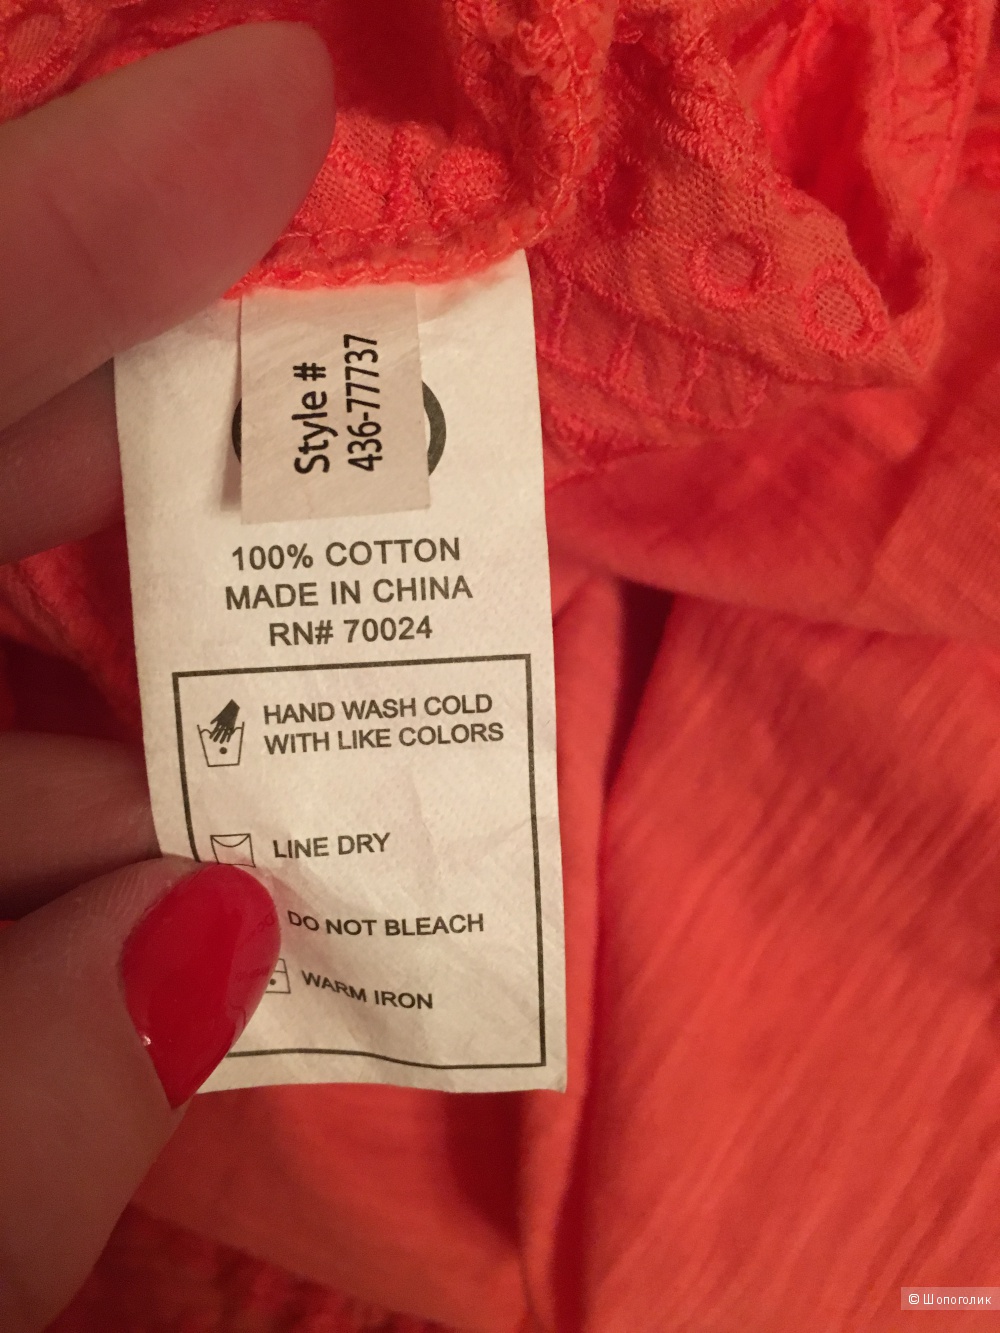 Style #
436-77737
100% COTTON
MADE IN CHINA
RN# 70024
HAND WASH COLD
WITH LIKE COLORS
LINE DRY
DO NOT BLEACH
WARM IRON
© Шопоголик